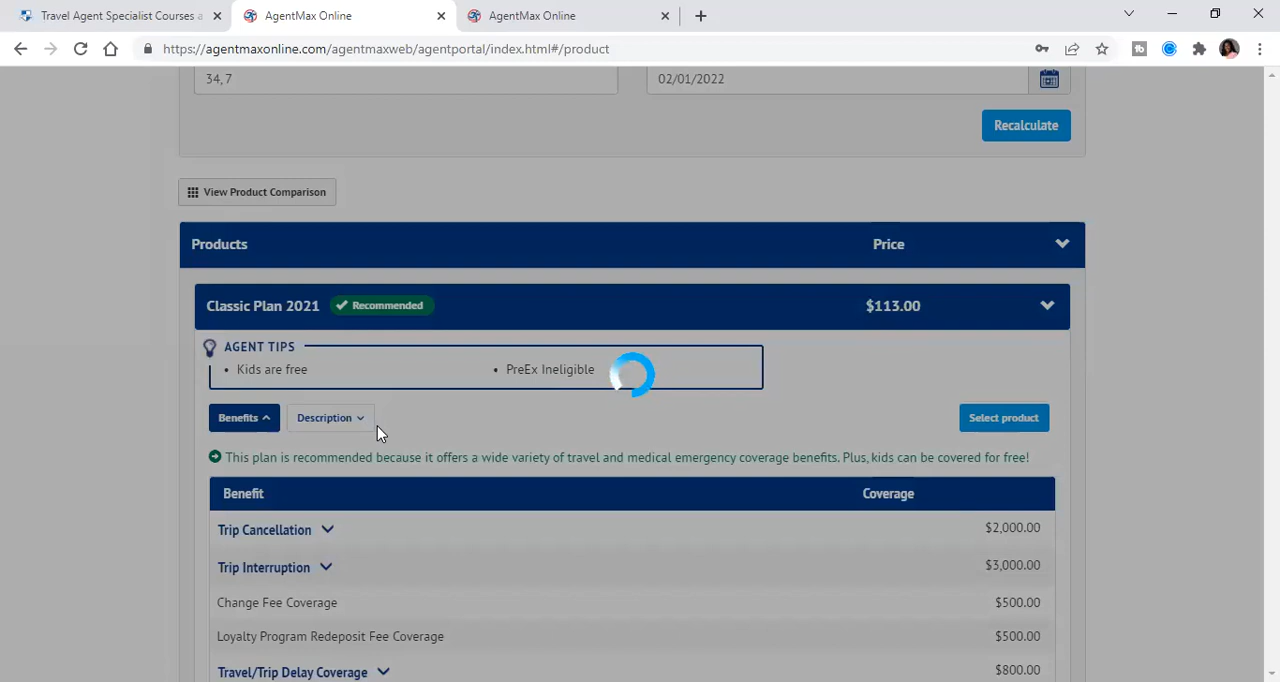 Travel Agent Specialist Courses a
AgentMax Online
AgentMax Online
https://agentmaxonline.com/agentmaxweb/agentportal/index.html#/product
34, 7
02/01/2022
Recalculate
View Product Comparison
Products
Price
Classic Plan 2021
Recommended
$113.00
AGENT TIPS
• Kids are free
• PreEx Ineligible
Benefits
Description
Select product
This plan is recommended because it offers a wide variety of travel and medical emergency coverage benefits. Plus, kids can be covered for free!
Benefit
Coverage
Trip Cancellation
$2,000.00
Trip Interruption
$3,000.00
Change Fee Coverage
$500.00
Loyalty Program Redeposit Fee Coverage
$500.00
Travel/Trip Delay Coverage
$800.00